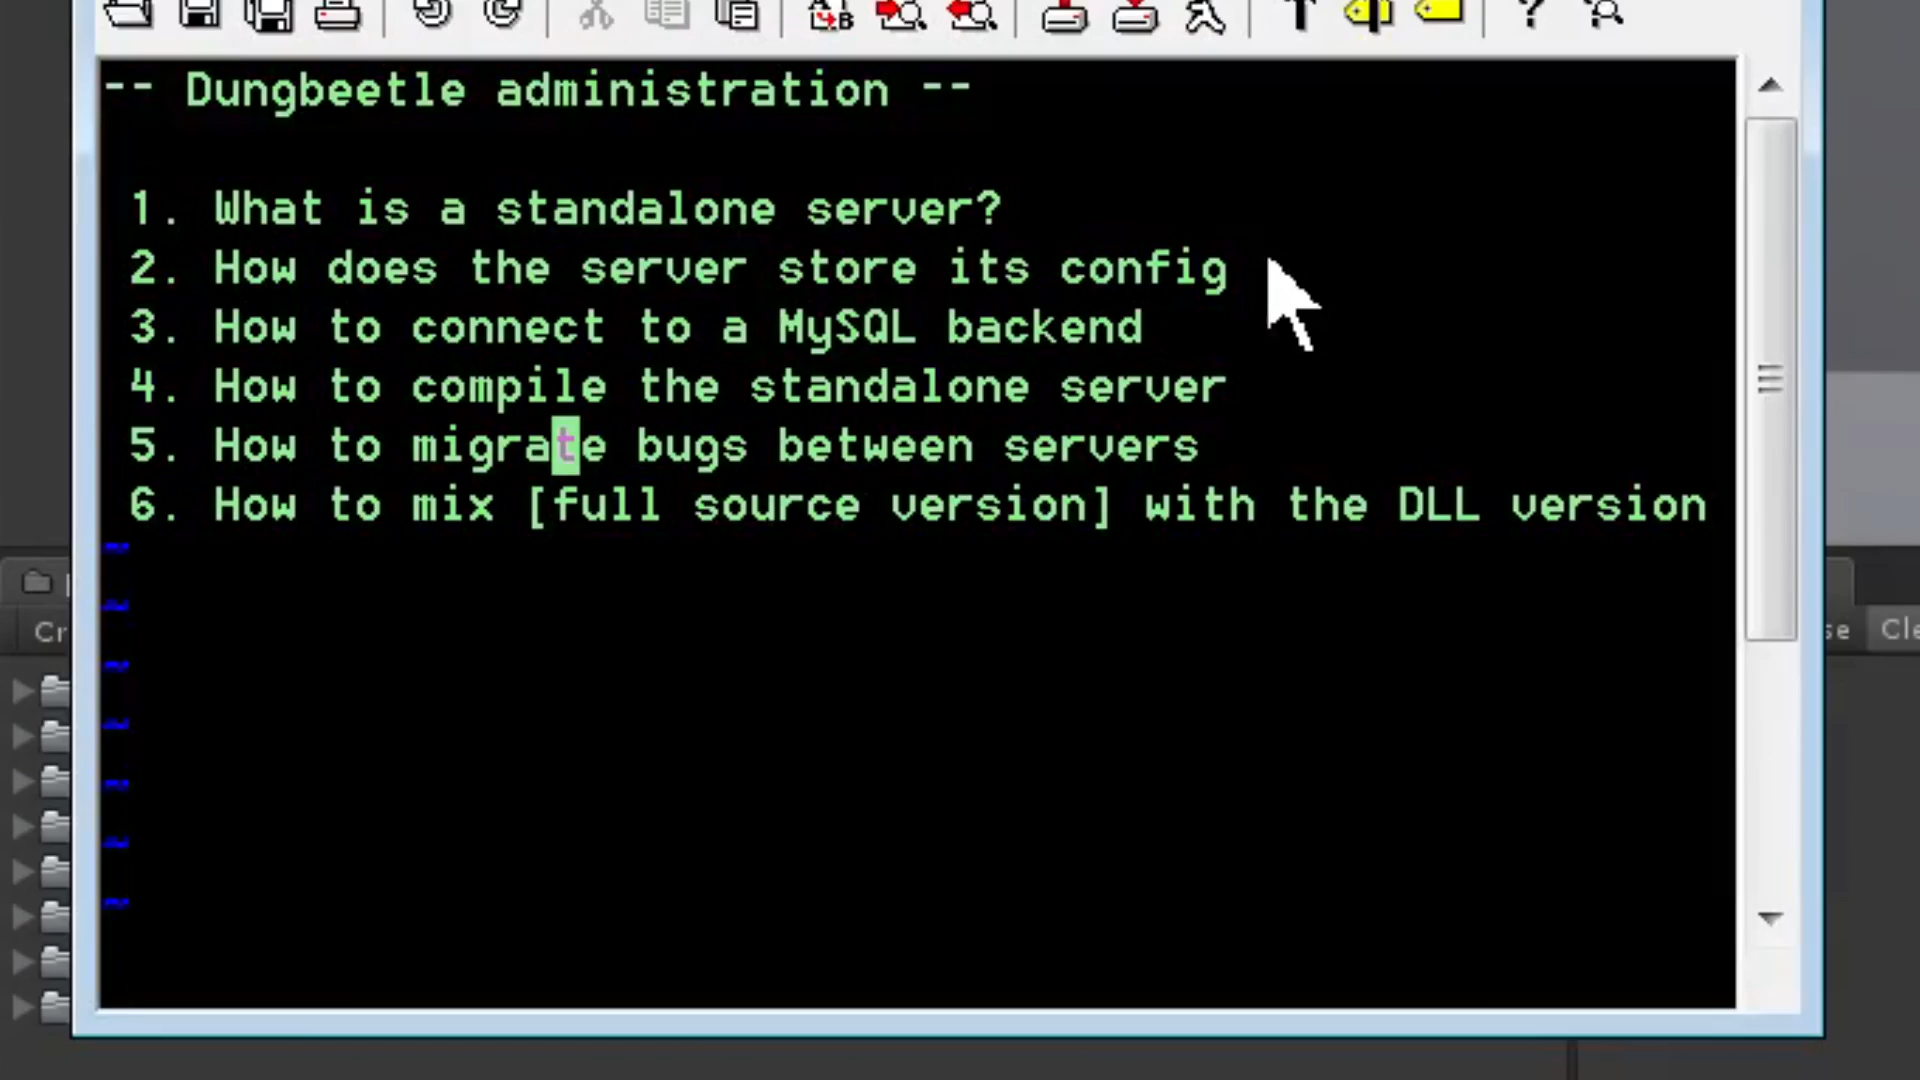 -- Dungbeetle administration --
1. What is a standalone server?
2. How does the server store its config
3. How to connect to a MySQL backend
4. How to compile the standalone server
5. How to migrate bugs between servers
6. How to mix [full source version] with the DLL version
~
~
~
~
~
~
~